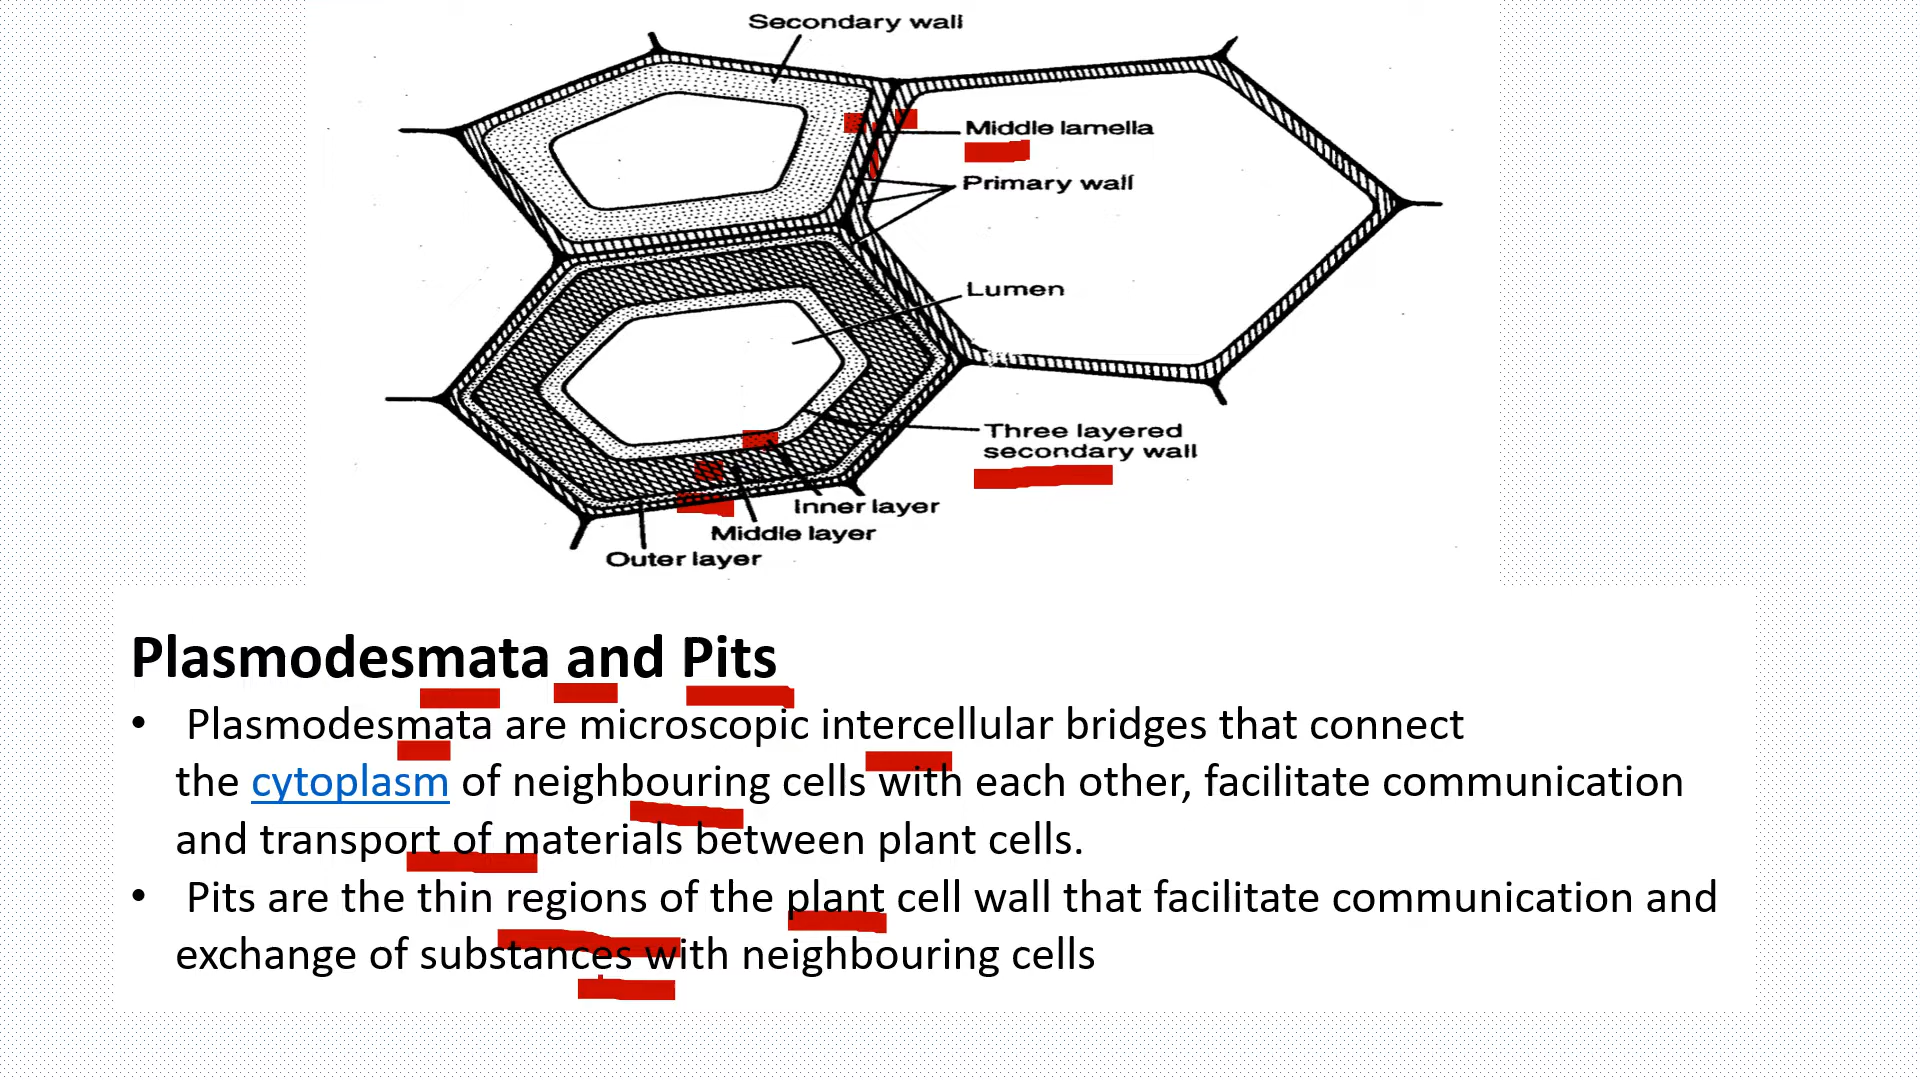 Secondary wall
Middle lamella
Primary wall
Lumen
Three layered
secondary wall
Inner layer
Middle layer
Outer layer
Plasmodesmata and Pits
• Plasmodesmata are microscopic intercellular bridges that connect
the cytoplasm of neighbouring cells with each other, facilitate communication
and transport of materials between plant cells.
• Pits are the thin regions of the plant cell wall that facilitate communication and
exchange of substances with neighbouring cells